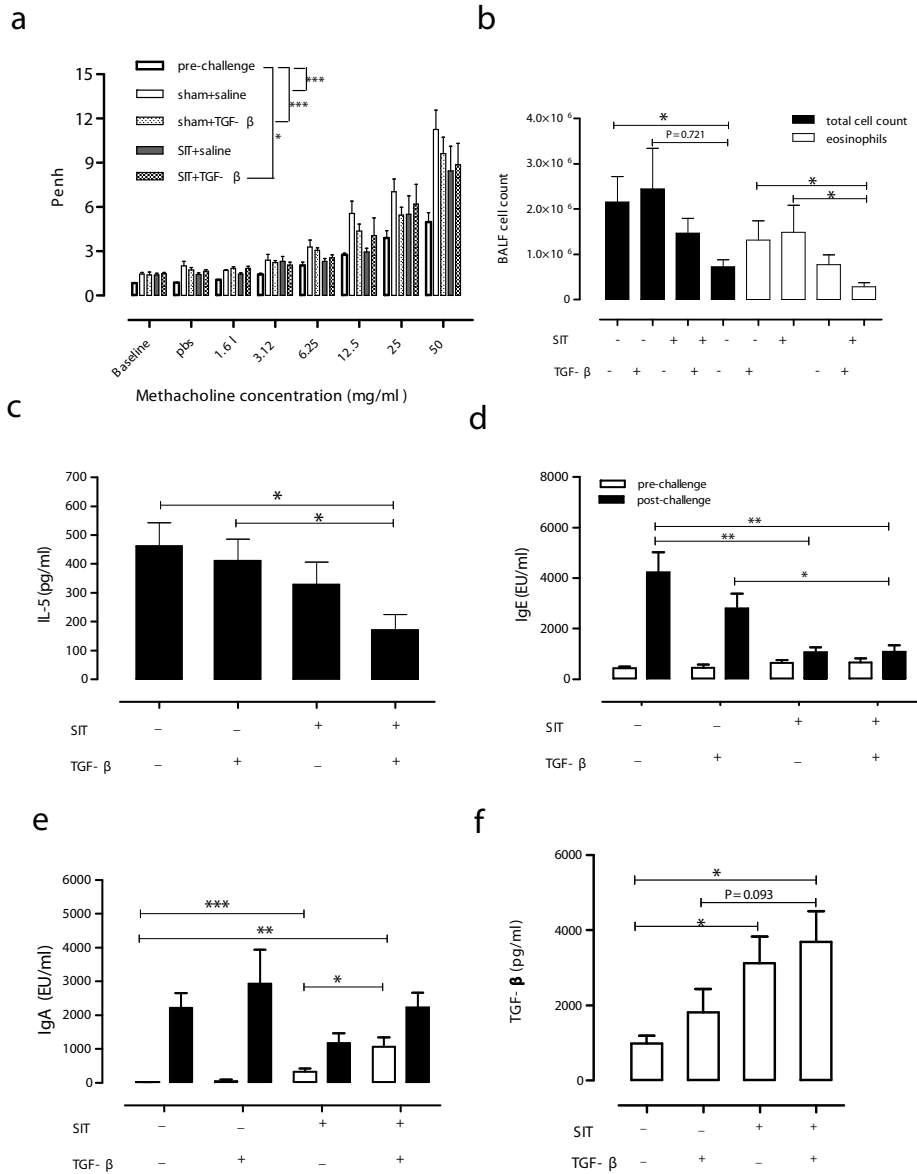 a
Penh
15
12
9
6
3
0
pre-challenge
sham+saline
sham+TGF- β
SIT+saline
SIT+TGF- β
***
***
*
Baseline pbs 1.6 l 3.12 6.25 12.5 25 50
Methacholine concentration (mg/ml )
b
BALF cell count
4.0× 10 6
3.0× 10 6
2.0× 10 6
1.0× 10 6
0
total cell count
eosinophils
*
P = 0.721
*
*
SIT - - + + - - + +
TGF- β - + - + - + - +
c
IL-5 (pg/ml)
700
600
500
400
300
200
100
0
*
*
SIT – – + +
TGF- β – + – +
d
IgE (EU/ml)
8000
6000
4000
2000
0
pre-challenge
post-challenge
**
**
*
SIT – – + +
TGF- β – + – +
e
IgA (EU/ml)
6000
5000
4000
3000
2000
1000
0
***
**
*
SIT – – + +
TGF- β – + – +
f
TGF- β (pg/ml)
6000
4000
2000
0
*
P = 0.093
*
SIT – – + +
TGF- β – + – +